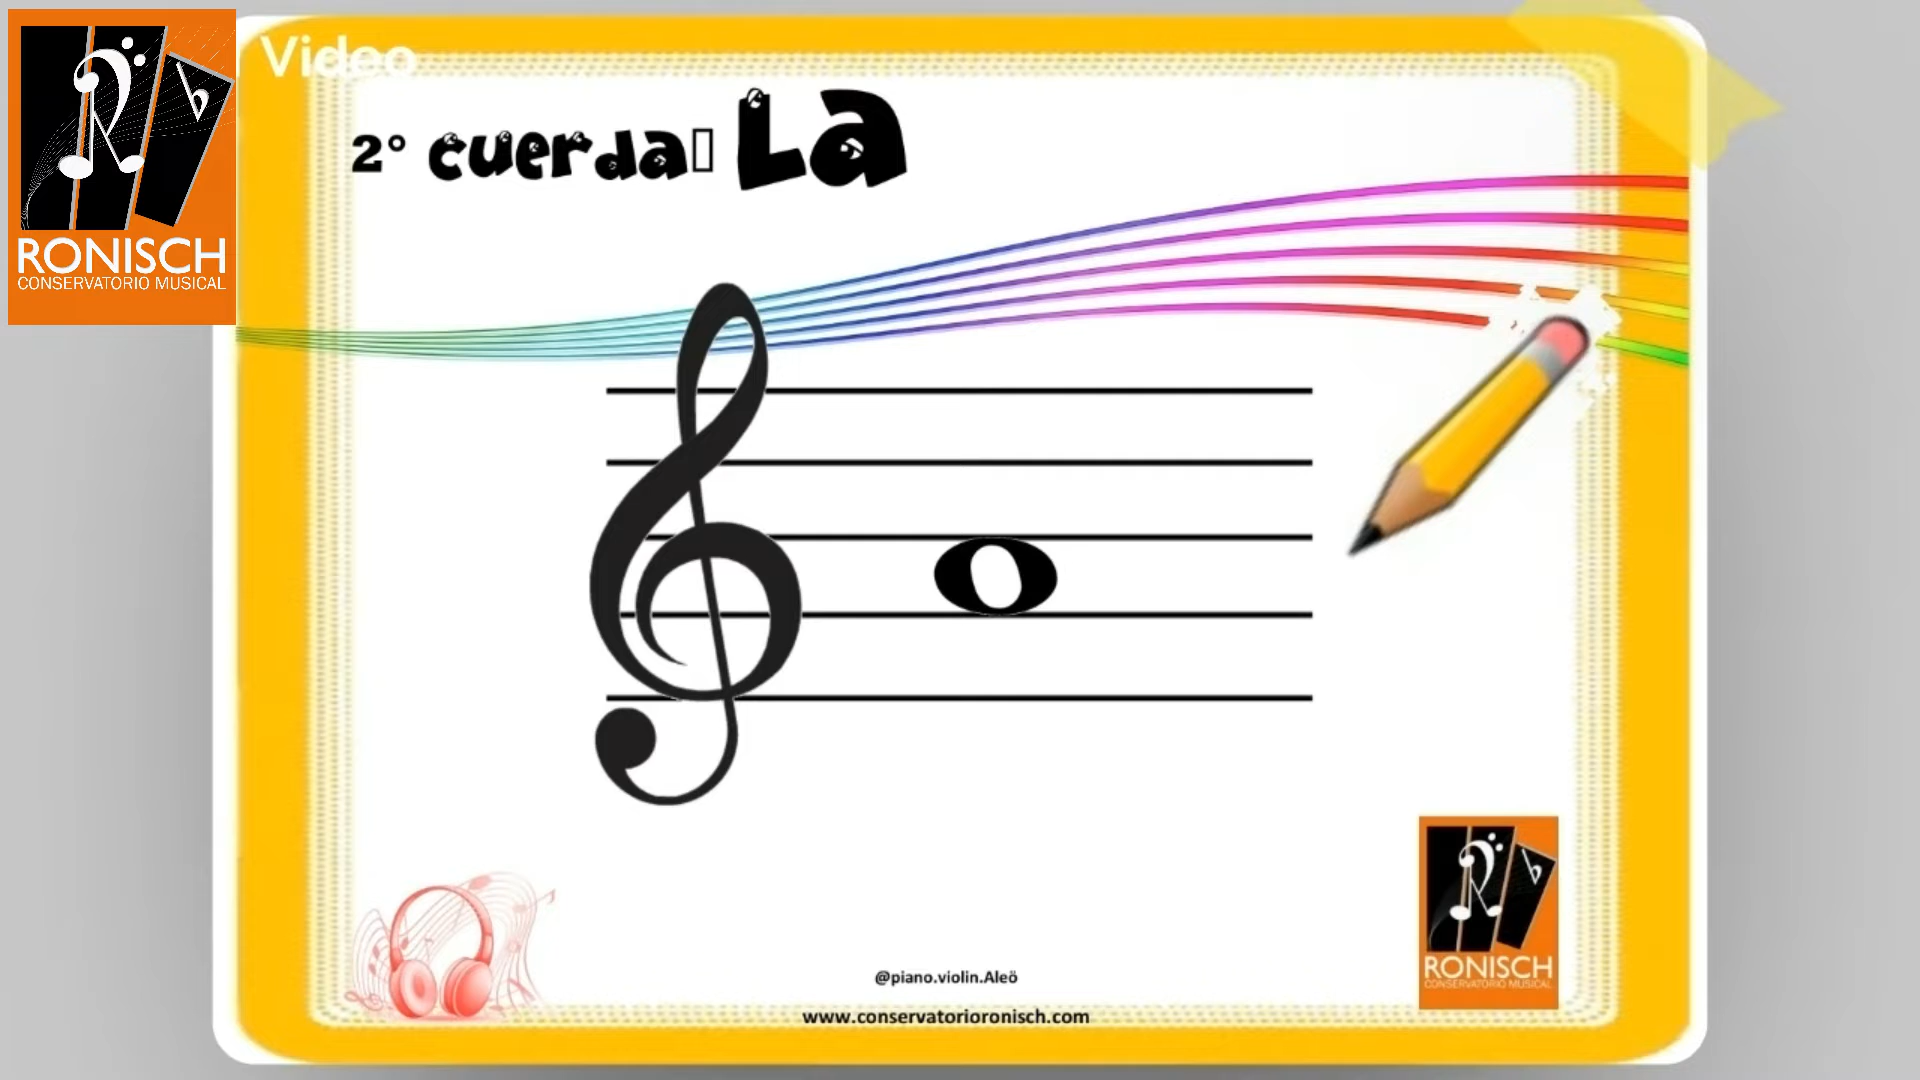 Video
RONISCH
CONSERVATORIO MUSICAL
2° cuerda La
RONISCH
CONSERVATORIO MUSICAL
@piano.violin.Aleö
www.conservatorioronisch.com